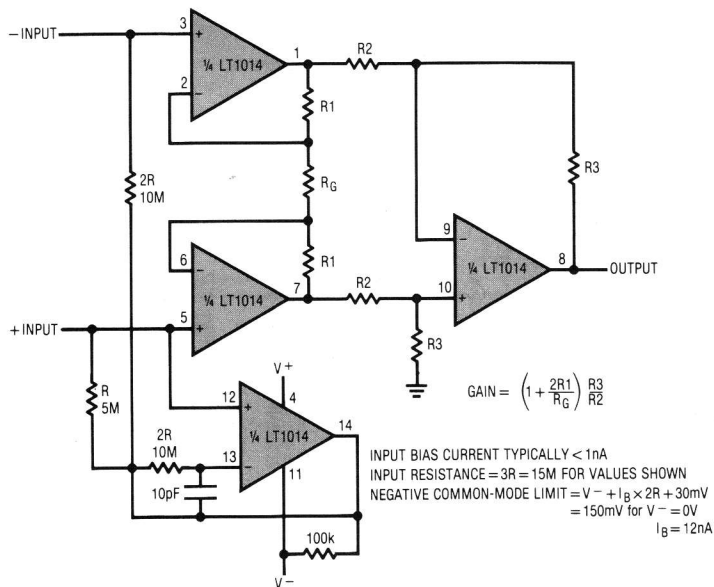 −INPUT
3
+
¼ LT1014
1
2
−
R2
R1
RG
R1
2R
10M
6
−
¼ LT1014
7
5
+
R2
R3
9
−
¼ LT1014
8
10
+
OUTPUT
R3
+INPUT
R
5M
V+
4
12
+
¼ LT1014
14
13
−
11
2R
10M
10pF
100k
V−
GAIN = (1 + 2R1/RG) R3/R2
INPUT BIAS CURRENT TYPICALLY < 1nA
INPUT RESISTANCE = 3R = 15M FOR VALUES SHOWN
NEGATIVE COMMON-MODE LIMIT = V− + IB × 2R + 30mV
= 150mV for V− = 0V
IB = 12nA